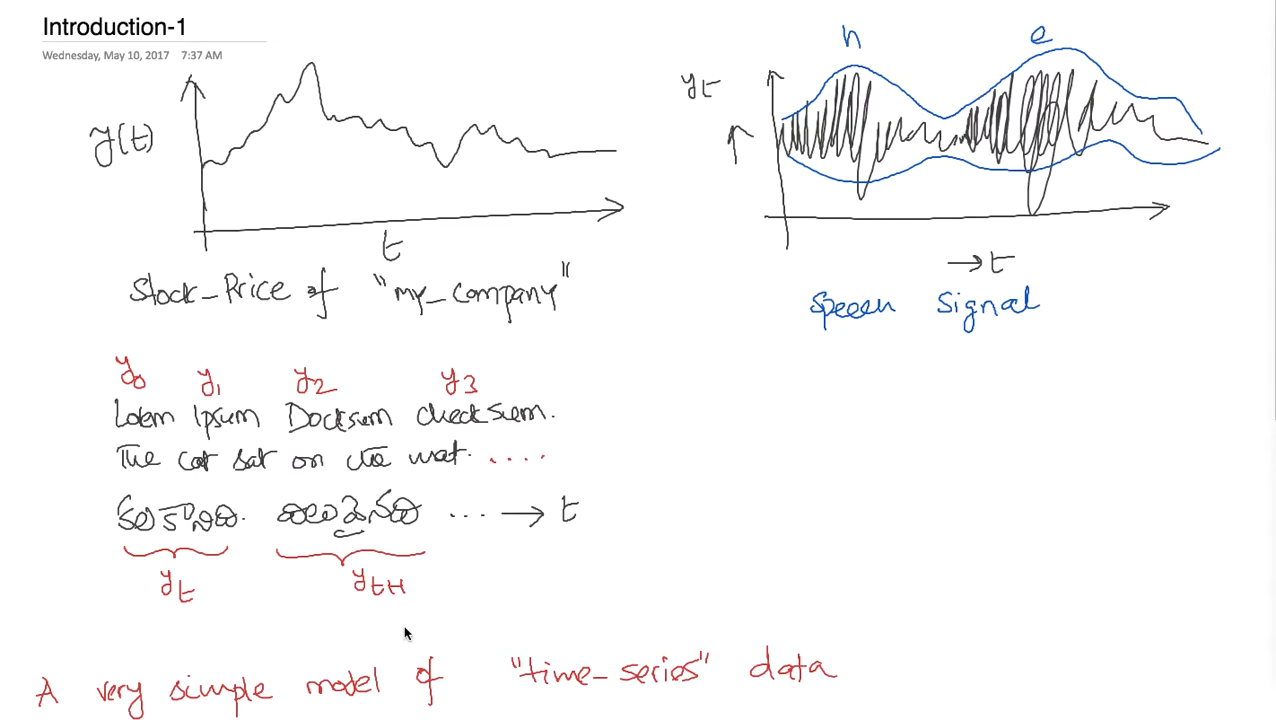 Introduction-1
Wednesday, May 10, 2017 7:37 AM
y(t)
t
Stock-Price of "my-company"
h e
yt
→t
Signal
y0 y1 y2 y3
Lorem Ipsum Docksum checksum.
The cat sat on the mat. ....
... → t
yt yt+1
A very simple model of "time-series" data